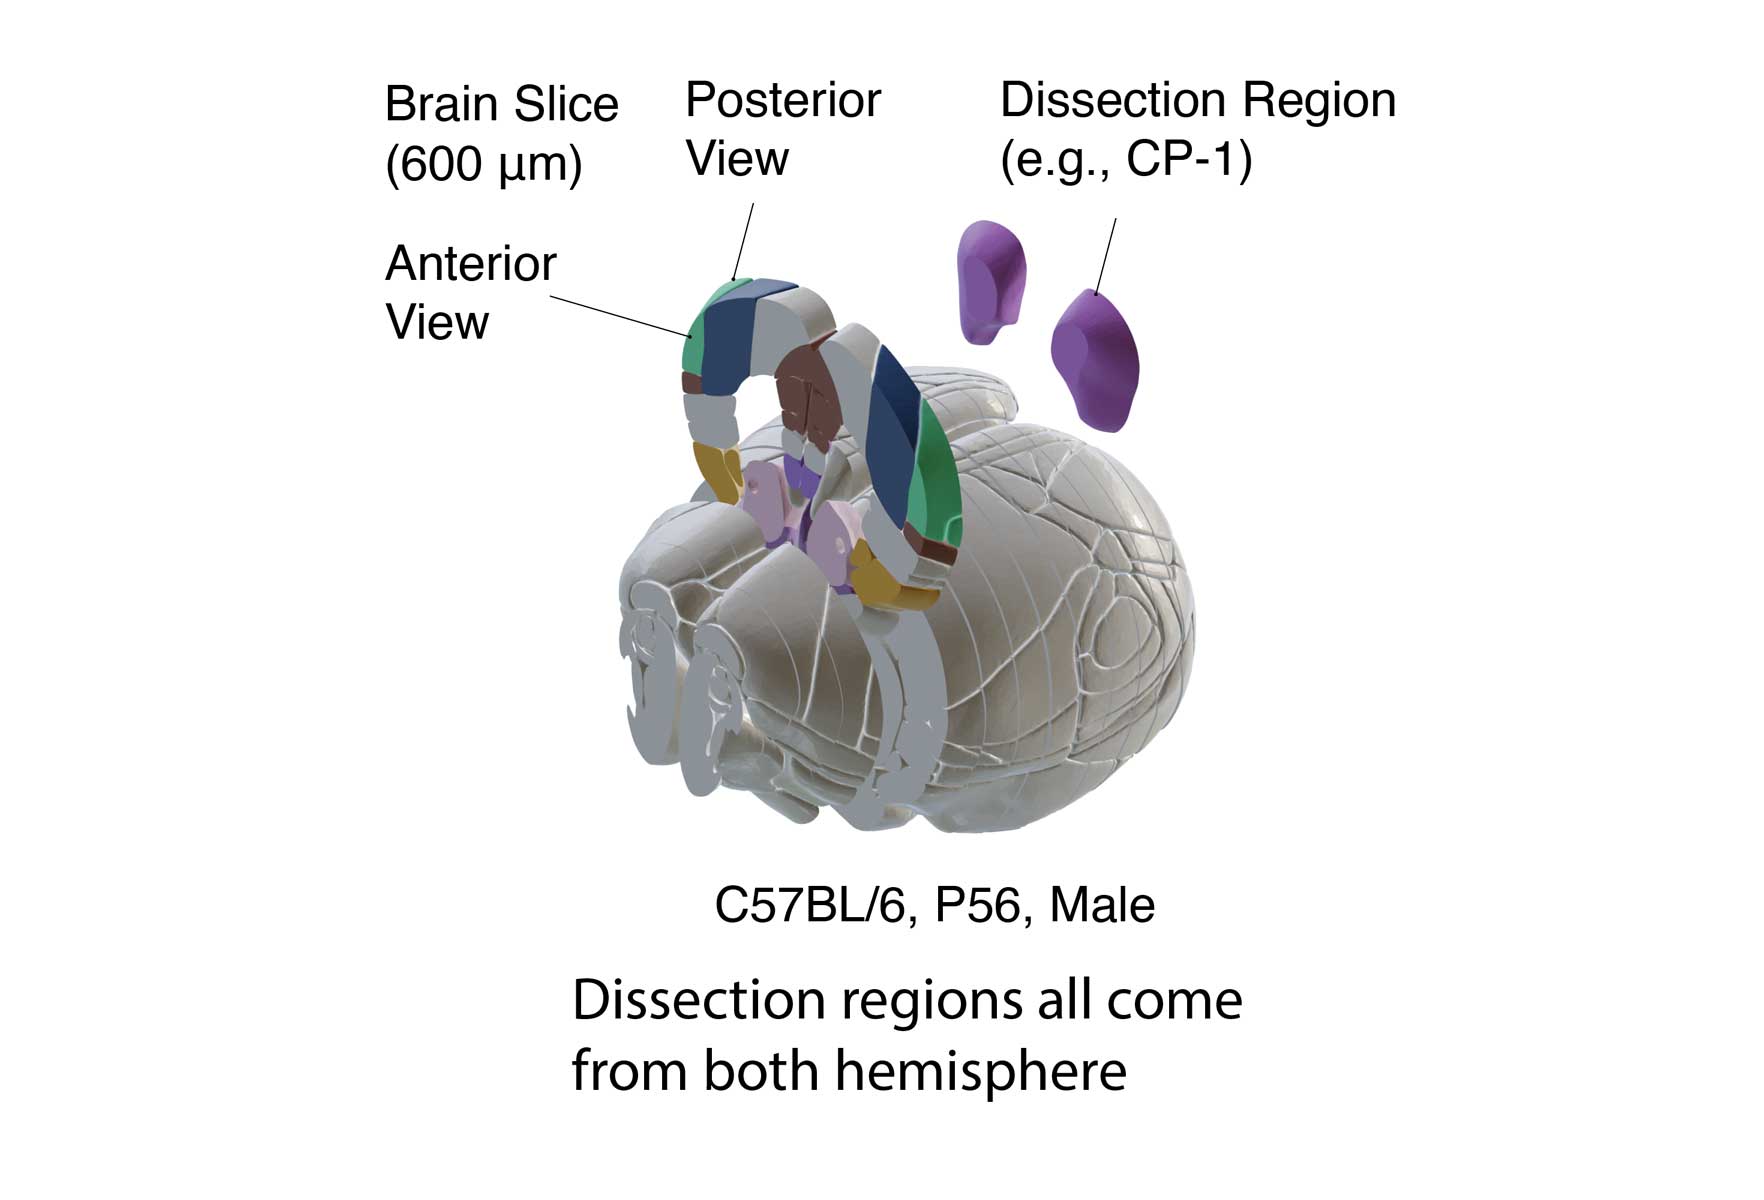 Brain Slice
(600 µm)
Posterior
View
Dissection Region
(e.g., CP-1)
Anterior
View
C57BL/6, P56, Male
Dissection regions all come
from both hemisphere